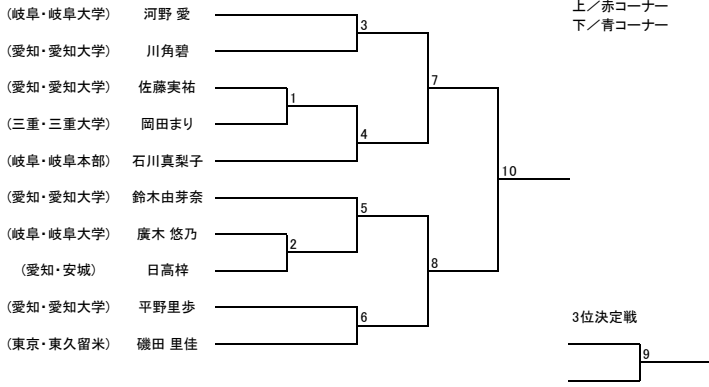 上／赤コーナー
下／青コーナー
(岐阜・岐阜大学) 河野 愛
3
(愛知・愛知大学) 川角碧
7
(愛知・愛知大学) 佐藤実祐
1
(三重・三重大学) 岡田まり
4
(岐阜・岐阜本部) 石川真梨子
10
(愛知・愛知大学) 鈴木由芽奈
5
(岐阜・岐阜大学) 廣木 悠乃
2
(愛知・安城) 日高梓
8
(愛知・愛知大学) 平野里歩
6
3位決定戦
(東京・東久留米) 磯田 里佳
9